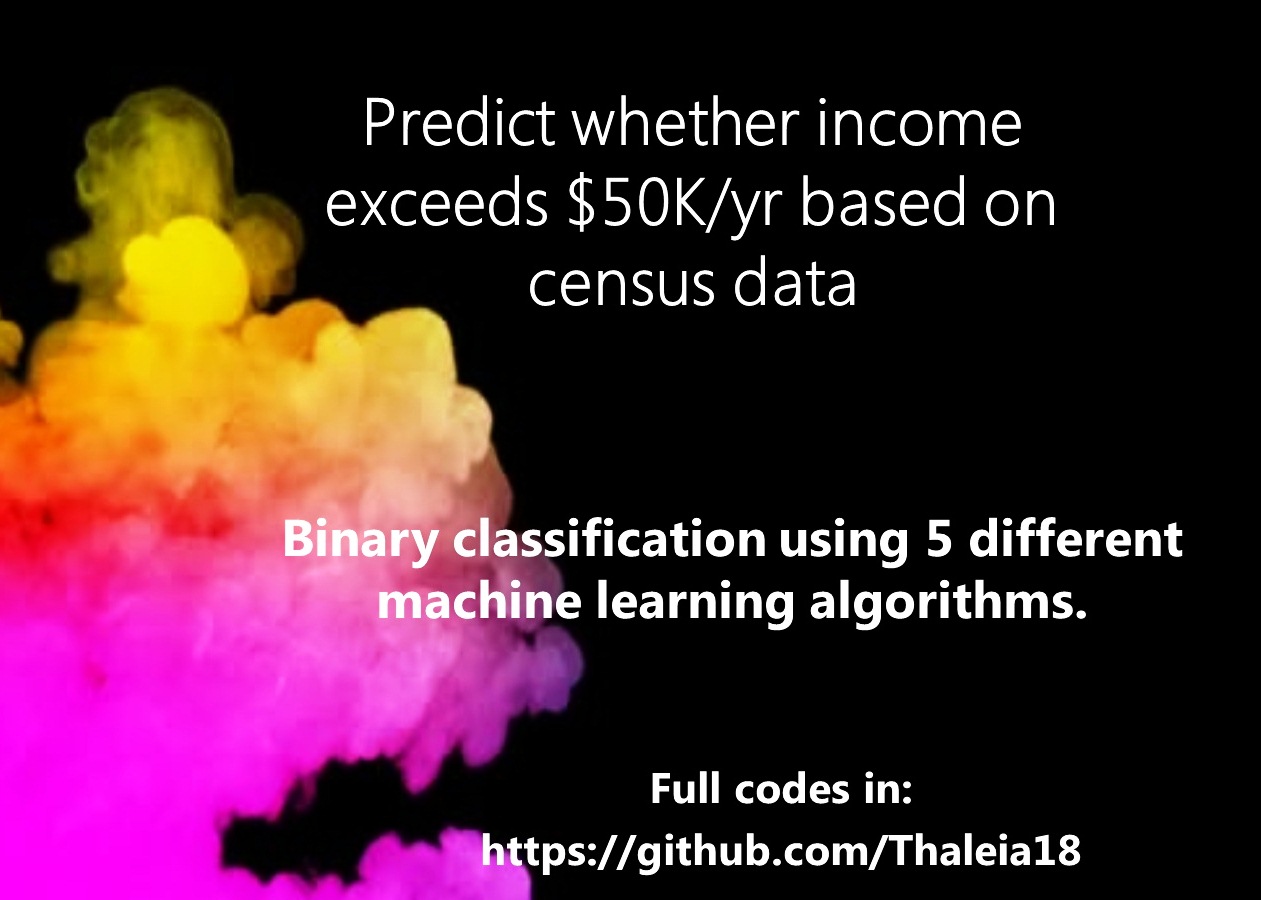 Predict whether income
exceeds $50K/yr based on
census data
Binary classification using 5 different
machine learning algorithms.
Full codes in:
https://github.com/Thaleia18